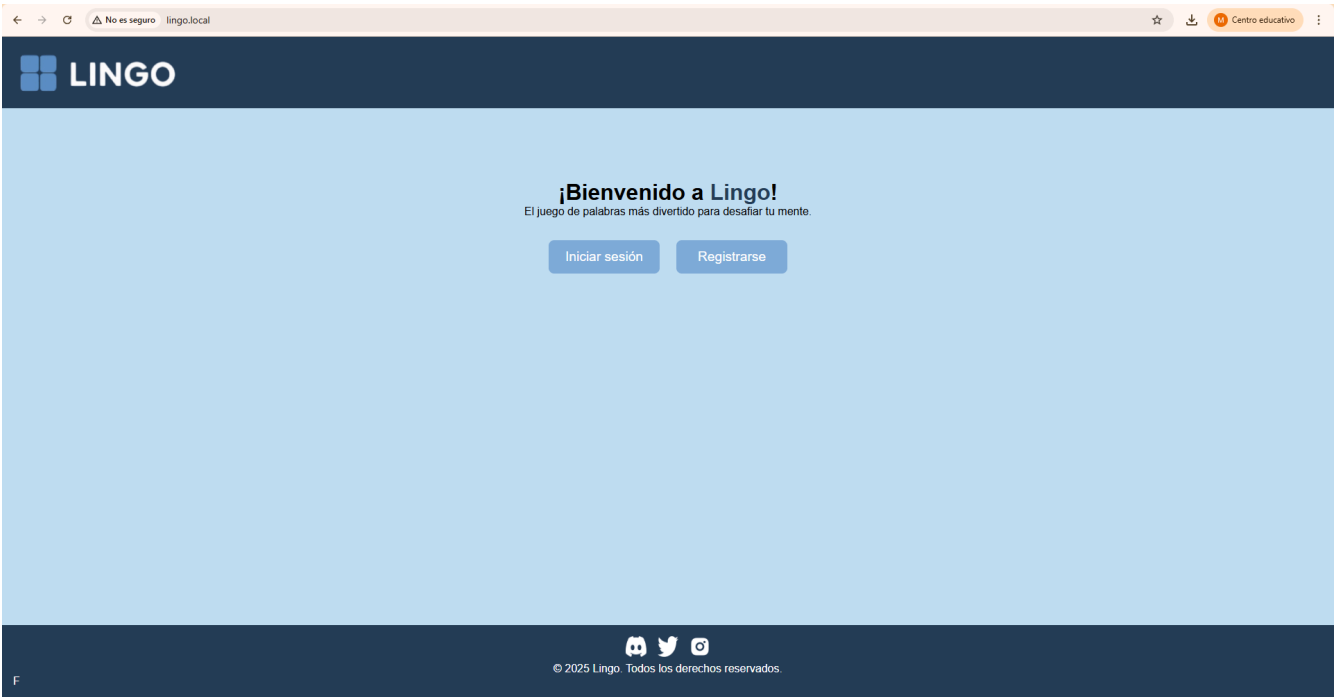 No es seguro lingo.local M Centro educativo
LINGO
¡Bienvenido a Lingo!
El juego de palabras más divertido para desafiar tu mente.
Iniciar sesión Registrarse
© 2025 Lingo. Todos los derechos reservados.
F